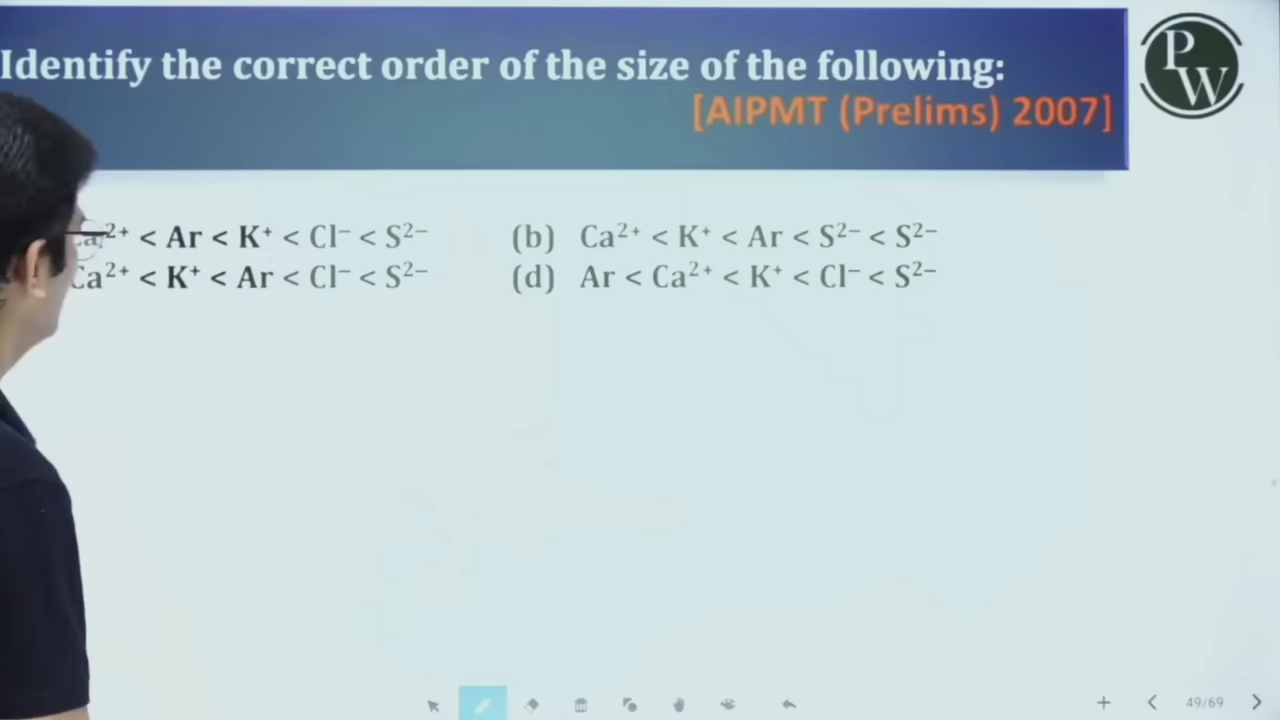 Identify the correct order of the size of the following:
[AIPMT (Prelims) 2007]
PW
Ca²⁺ < Ar < K⁺ < Cl⁻ < S²⁻ (b) Ca²⁺ < K⁺ < Ar < S²⁻ < S²⁻
Ca²⁺ < K⁺ < Ar < Cl⁻ < S²⁻ (d) Ar < Ca²⁺ < K⁺ < Cl⁻ < S²⁻
49/69